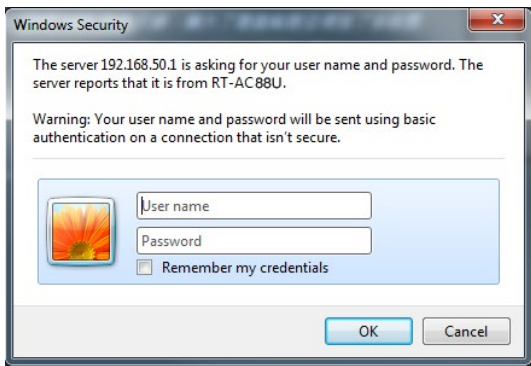 Windows Security
The server 192.168.50.1 is asking for your user name and password. The
server reports that it is from RT-AC88U.
Warning: Your user name and password will be sent using basic
authentication on a connection that isn't secure.
User name
Password
Remember my credentials
OK
Cancel